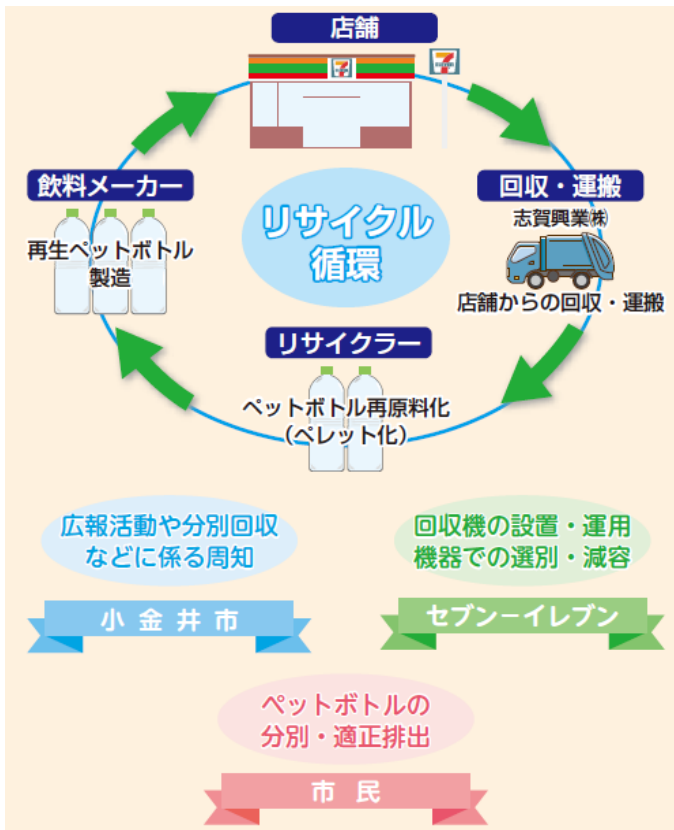 店舗
回収・運搬
志賀興業㈱
店舗からの回収・運搬
リサイクル
循環
飲料メーカー
再生ペットボトル
製造
リサイクラー
ペットボトル再原料化
（ペレット化）
広報活動や分別回収
などに係る周知
小金井市
回収機の設置・運用
機器での選別・減容
セブン－イレブン
ペットボトルの
分別・適正排出
市民